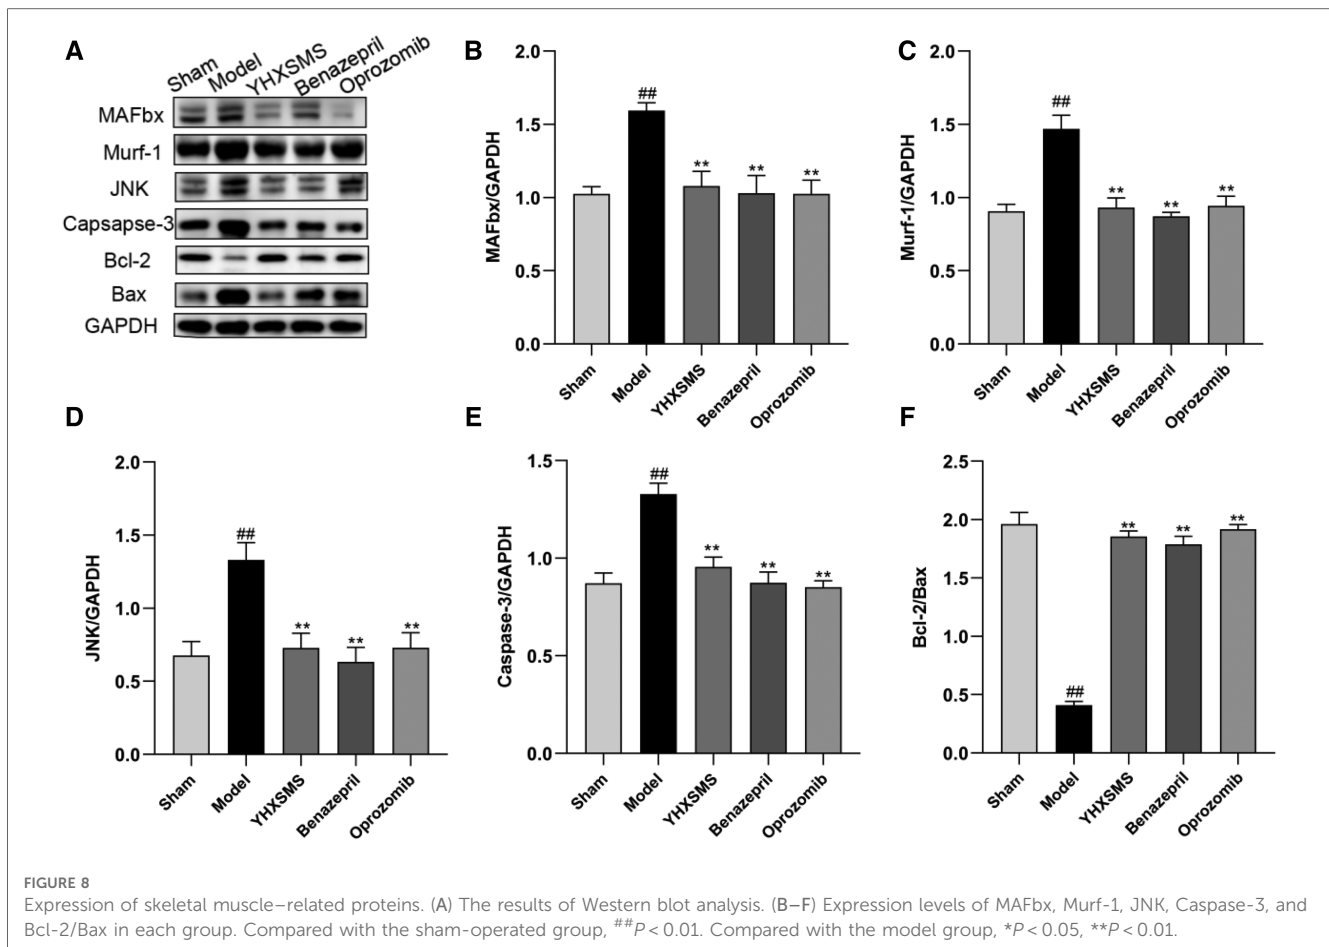 A
Sham
Model
YHXSMS
Benazepril
Oprozomib
MAFbx
Murf-1
JNK
Capsapse-3
Bcl-2
Bax
GAPDH
B
MAFbx/GAPDH
2.0
1.5
1.0
0.5
0.0
##
**
**
**
Sham
Model
YHXSMS
Benazepril
Oprozomib
C
Murf-1/GAPDH
2.0
1.5
1.0
0.5
0.0
##
**
**
**
Sham
Model
YHXSMS
Benazepril
Oprozomib
D
JNK/GAPDH
2.0
1.5
1.0
0.5
0.0
##
**
**
**
Sham
Model
YHXSMS
Benazepril
Oprozomib
E
Caspase-3/GAPDH
1.5
1.0
0.5
0.0
##
**
**
**
Sham
Model
YHXSMS
Benazepril
Oprozomib
F
Bcl-2/Bax
2.5
2.0
1.5
1.0
0.5
0.0
##
**
**
**
Sham
Model
YHXSMS
Benazepril
Oprozomib
FIGURE 8
Expression of skeletal muscle–related proteins. (A) The results of Western blot analysis. (B–F) Expression levels of MAFbx, Murf-1, JNK, Caspase-3, and
Bcl-2/Bax in each group. Compared with the sham-operated group, ##P < 0.01. Compared with the model group, *P < 0.05, **P < 0.01.